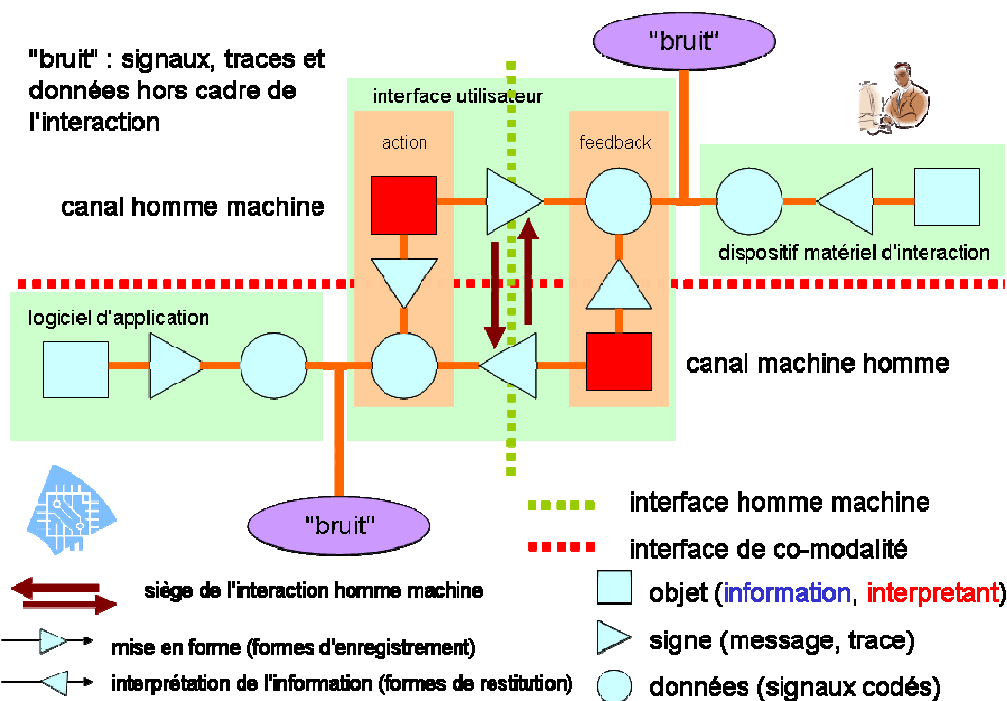 "bruit" : signaux, traces et
données hors cadre de
l'interaction
"bruit"
interface utilisateur
action
feedback
canal homme machine
dispositif matériel d'interaction
logiciel d'application
canal machine homme
"bruit"
interface homme machine
interface de co-modalité
siège de l'interaction homme machine
objet (information, interpretant)
mise en forme (formes d'enregistrement)
signe (message, trace)
interprétation de l'information (formes de restitution)
données (signaux codés)